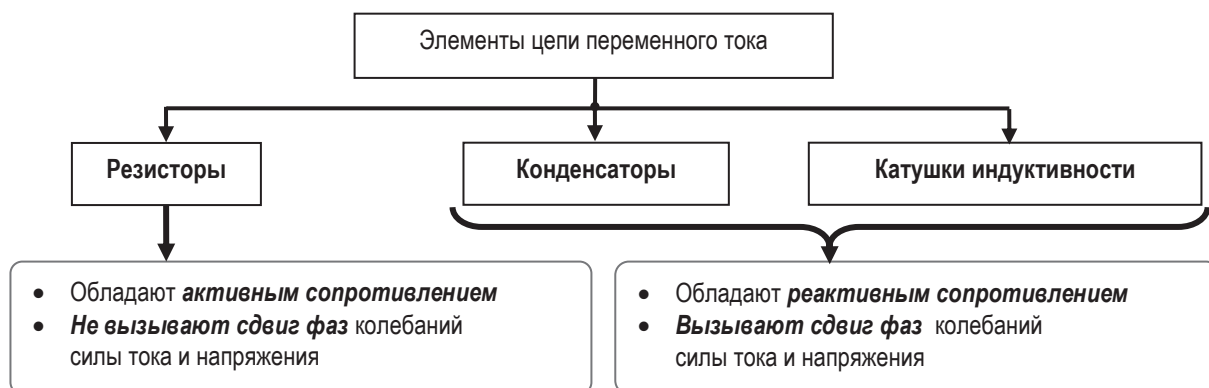 Элементы цепи переменного тока
Резисторы
Конденсаторы
Катушки индуктивности
• Обладают активным сопротивлением
• Не вызывают сдвиг фаз колебаний
силы тока и напряжения
• Обладают реактивным сопротивлением
• Вызывают сдвиг фаз колебаний
силы тока и напряжения